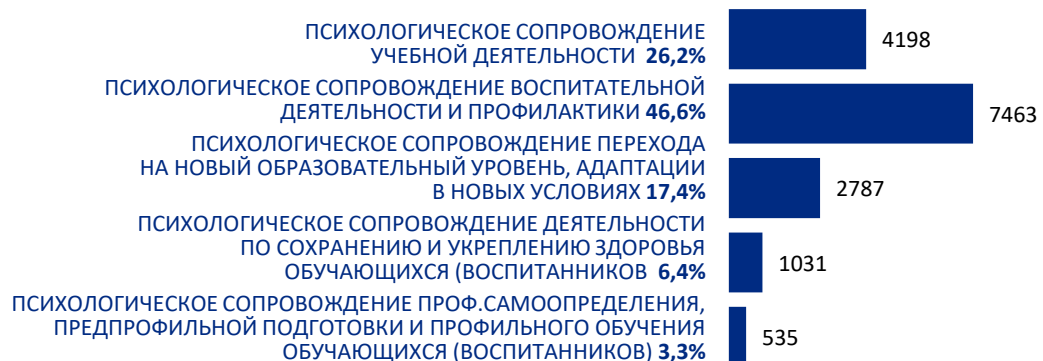 ПСИХОЛОГИЧЕСКОЕ СОПРОВОЖДЕНИЕ
УЧЕБНОЙ ДЕЯТЕЛЬНОСТИ 26,2%
4198
ПСИХОЛОГИЧЕСКОЕ СОПРОВОЖДЕНИЕ ВОСПИТАТЕЛЬНОЙ
ДЕЯТЕЛЬНОСТИ И ПРОФИЛАКТИКИ 46,6%
7463
ПСИХОЛОГИЧЕСКОЕ СОПРОВОЖДЕНИЕ ПЕРЕХОДА
НА НОВЫЙ ОБРАЗОВАТЕЛЬНЫЙ УРОВЕНЬ, АДАПТАЦИИ
В НОВЫХ УСЛОВИЯХ 17,4%
2787
ПСИХОЛОГИЧЕСКОЕ СОПРОВОЖДЕНИЕ ДЕЯТЕЛЬНОСТИ
ПО СОХРАНЕНИЮ И УКРЕПЛЕНИЮ ЗДОРОВЬЯ
ОБУЧАЮЩИХСЯ (ВОСПИТАННИКОВ 6,4%
1031
ПСИХОЛОГИЧЕСКОЕ СОПРОВОЖДЕНИЕ ПРОФ.САМООПРЕДЕЛЕНИЯ,
ПРЕДПРОФИЛЬНОЙ ПОДГОТОВКИ И ПРОФИЛЬНОГО ОБУЧЕНИЯ
ОБУЧАЮЩИХСЯ (ВОСПИТАННИКОВ) 3,3%
535